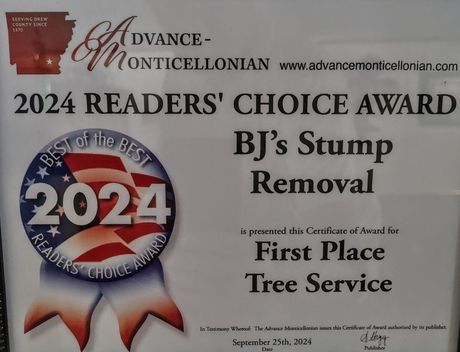 SERVING DREW
COUNTY SINCE
1870
ADVANCE-
MONTICELLONIAN
www.advancemonticellonian.com
2024 READERS' CHOICE AWARD
BJ's Stump
Removal
BEST of the BEST
2024
READERS' CHOICE AWARD
is presented this Certificate of Award for
First Place
Tree Service
In Testimony Whereof. The Advance Monticellonian issues this Certificate of Award authorized by its publisher.
September 25th, 2024
Date
Publisher